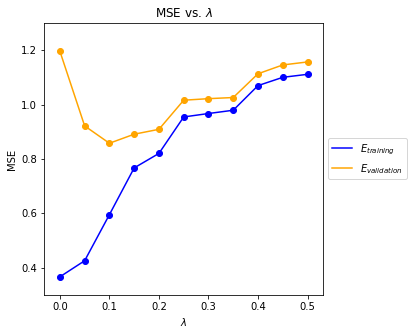 MSE vs. λ
1.2
1.0
0.8
0.6
0.4
MSE
0.0 0.1 0.2 0.3 0.4 0.5
λ
E_training
E_validation